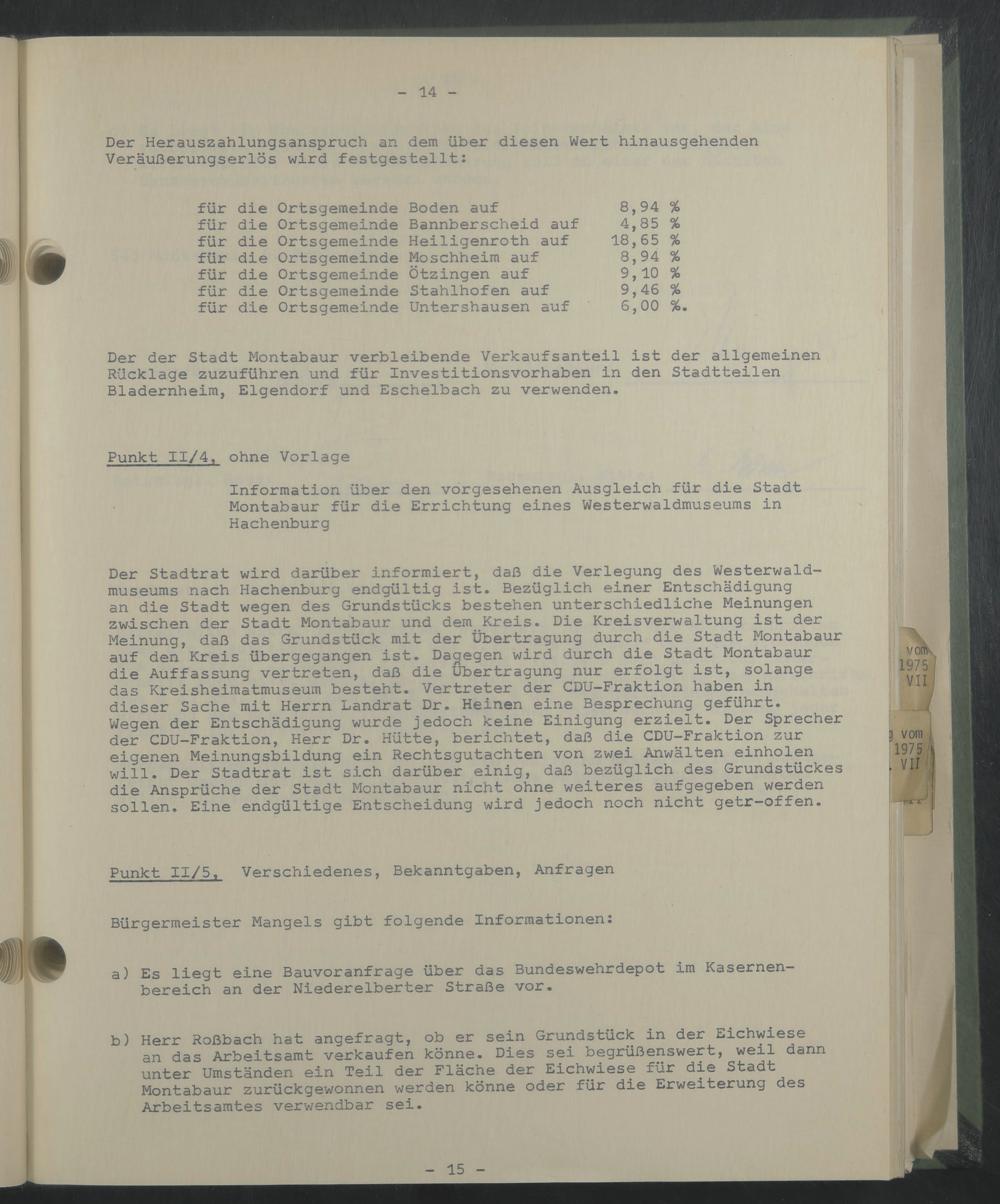 - 14 -
Der Herauszahlungsanspruch an dem über diesen Wert hinausgehenden
Veräußerungserlös wird festgestellt:
für die Ortsgemeinde Boden auf 8,94 %
für die Ortsgemeinde Bannberscheid auf 4,85 %
für die Ortsgemeinde Heiligenroth auf 18,65 %
für die Ortsgemeinde Moschheim auf 8,94 %
für die Ortsgemeinde Ötzingen auf 9,10 %
für die Ortsgemeinde Stahlhofen auf 9,46 %
für die Ortsgemeinde Untershausen auf 6,00 %.
Der der Stadt Montabaur verbleibende Verkaufsanteil ist der allgemeinen
Rücklage zuzuführen und für Investitionsvorhaben in den Stadtteilen
Bladernheim, Elgendorf und Eschelbach zu verwenden.
Punkt II/4, ohne Vorlage
Information über den vorgesehenen Ausgleich für die Stadt
Montabaur für die Errichtung eines Westerwaldmuseums in
Hachenburg
Der Stadtrat wird darüber informiert, daß die Verlegung des Westerwald-
museums nach Hachenburg endgültig ist. Bezüglich einer Entschädigung
an die Stadt wegen des Grundstücks bestehen unterschiedliche Meinungen
zwischen der Stadt Montabaur und dem Kreis. Die Kreisverwaltung ist der
Meinung, daß das Grundstück mit der Übertragung durch die Stadt Montabaur
auf den Kreis übergegangen ist. Dagegen wird durch die Stadt Montabaur
die Auffassung vertreten, daß die Übertragung nur erfolgt ist, solange
das Kreisheimatmuseum besteht. Vertreter der CDU-Fraktion haben in
dieser Sache mit Herrn Landrat Dr. Heinen eine Besprechung geführt.
Wegen der Entschädigung wurde jedoch keine Einigung erzielt. Der Sprecher
der CDU-Fraktion, Herr Dr. Hütte, berichtet, daß die CDU-Fraktion zur
eigenen Meinungsbildung ein Rechtsgutachten von zwei Anwälten einholen
will. Der Stadtrat ist sich darüber einig, daß bezüglich des Grundstückes
die Ansprüche der Stadt Montabaur nicht ohne weiteres aufgegeben werden
sollen. Eine endgültige Entscheidung wird jedoch noch nicht getr-offen.
Punkt II/5, Verschiedenes, Bekanntgaben, Anfragen
Bürgermeister Mangels gibt folgende Informationen:
a) Es liegt eine Bauvoranfrage über das Bundeswehrdepot im Kasernen-
bereich an der Niederelberter Straße vor.
b) Herr Roßbach hat angefragt, ob er sein Grundstück in der Eichwiese
an das Arbeitsamt verkaufen könne. Dies sei begrüßenswert, weil dann
unter Umständen ein Teil der Fläche der Eichwiese für die Stadt
Montabaur zurückgewonnen werden könne oder für die Erweiterung des
Arbeitsamtes verwendbar sei.
- 15 -
vom
1975
VII
vom
1975
VII